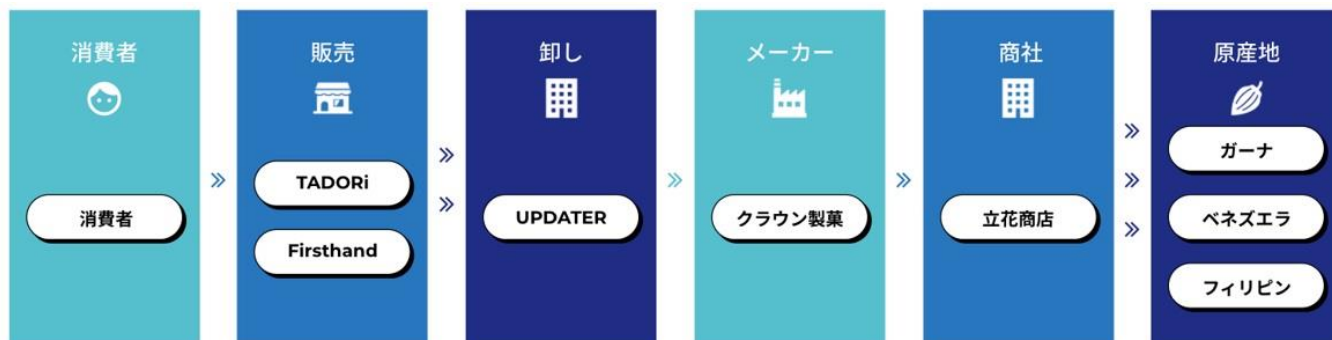 消費者
消費者
販売
TADORi
Firsthand
卸し
UPDATER
メーカー
クラウン製菓
商社
立花商店
原産地
ガーナ
ベネズエラ
フィリピン